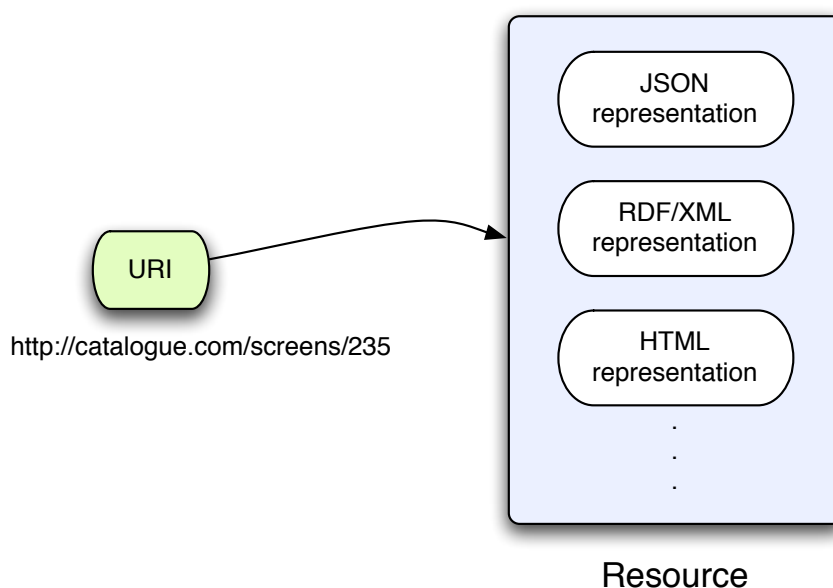 JSON
representation
RDF/XML
representation
URI
http://catalogue.com/screens/235
HTML
representation
.
.
.
Resource